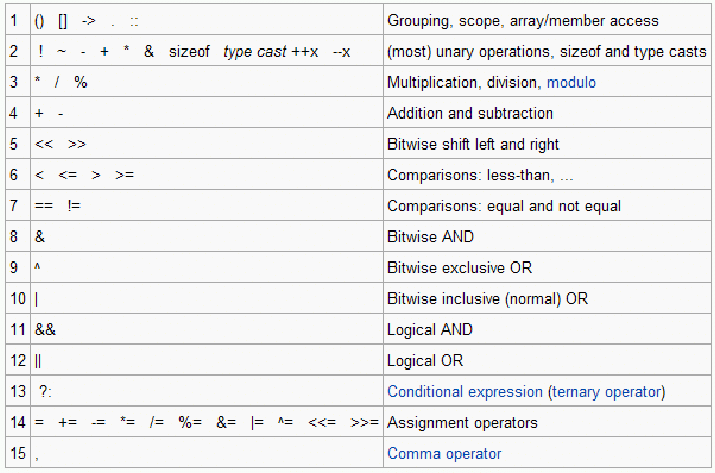 1 () [] -> . :: Grouping, scope, array/member access
2 ! ~ - + * & sizeof type cast ++x --x (most) unary operations, sizeof and type casts
3 * / % Multiplication, division, modulo
4 + - Addition and subtraction
5 << >> Bitwise shift left and right
6 < <= > >= Comparisons: less-than, ...
7 == != Comparisons: equal and not equal
8 & Bitwise AND
9 ^ Bitwise exclusive OR
10 | Bitwise inclusive (normal) OR
11 && Logical AND
12 || Logical OR
13 ?: Conditional expression (ternary operator)
14 = += -= *= /= %= &= |= ^= <<= >>= Assignment operators
15 , Comma operator